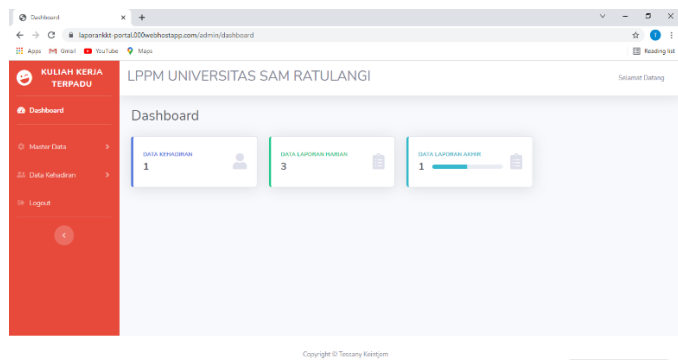 Dashboard
laporankkt-portal.000webhostapp.com/admin/dashboard
T
Apps Gmail YouTube Maps Reading list
KULIAH KERJA
TERPADU
LPPM UNIVERSITAS SAM RATULANGI
Selamat Datang
Dashboard
Dashboard
Master Data
Data Kehadiran
Logout
DATA KEHADIRAN
1
DATA LAPORAN HARIAN
3
DATA LAPORAN AKHIR
1
Copyright © Tessany Keintjem